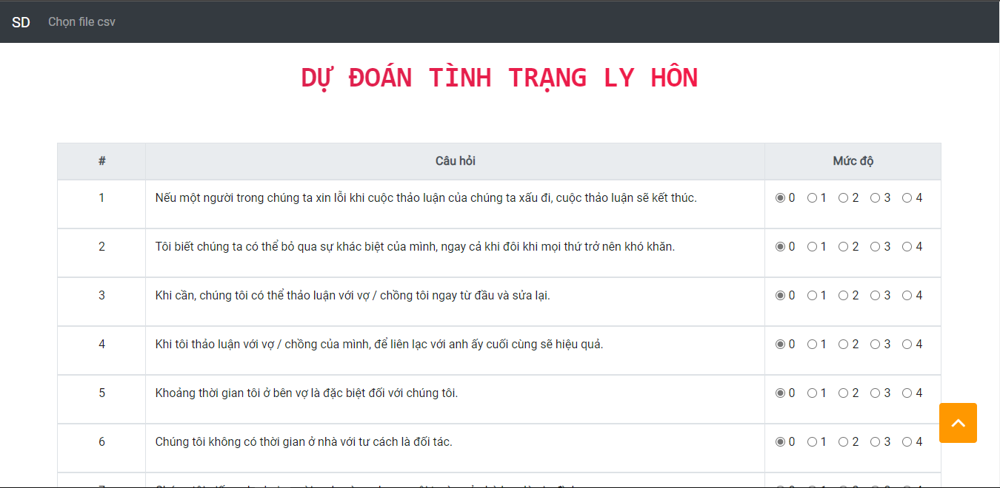 SD Chọn file csv
DỰ ĐOÁN TÌNH TRẠNG LY HÔN
# Câu hỏi Mức độ
1 Nếu một người trong chúng ta xin lỗi khi cuộc thảo luận của chúng ta xấu đi, cuộc thảo luận sẽ kết thúc. 0 1 2 3 4
2 Tôi biết chúng ta có thể bỏ qua sự khác biệt của mình, ngay cả khi đôi khi mọi thứ trở nên khó khăn. 0 1 2 3 4
3 Khi cần, chúng tôi có thể thảo luận với vợ / chồng tôi ngay từ đầu và sửa lại. 0 1 2 3 4
4 Khi tôi thảo luận với vợ / chồng của mình, để liên lạc với anh ấy cuối cùng sẽ hiệu quả. 0 1 2 3 4
5 Khoảng thời gian tôi ở bên vợ là đặc biệt đối với chúng tôi. 0 1 2 3 4
6 Chúng tôi không có thời gian ở nhà với tư cách là đối tác. 0 1 2 3 4